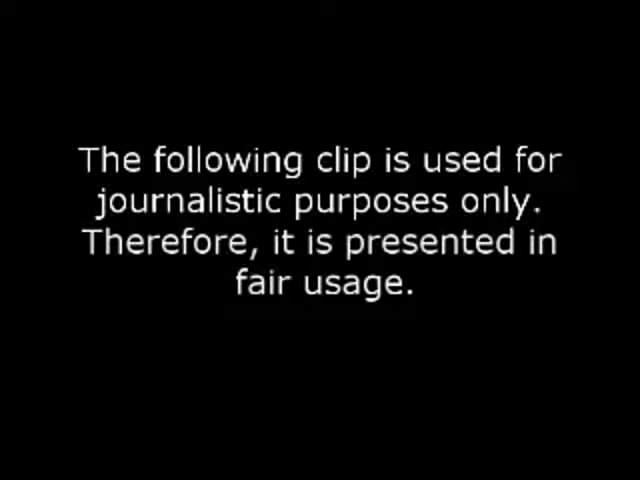 The following clip is used for
journalistic purposes only.
Therefore, it is presented in
fair usage.